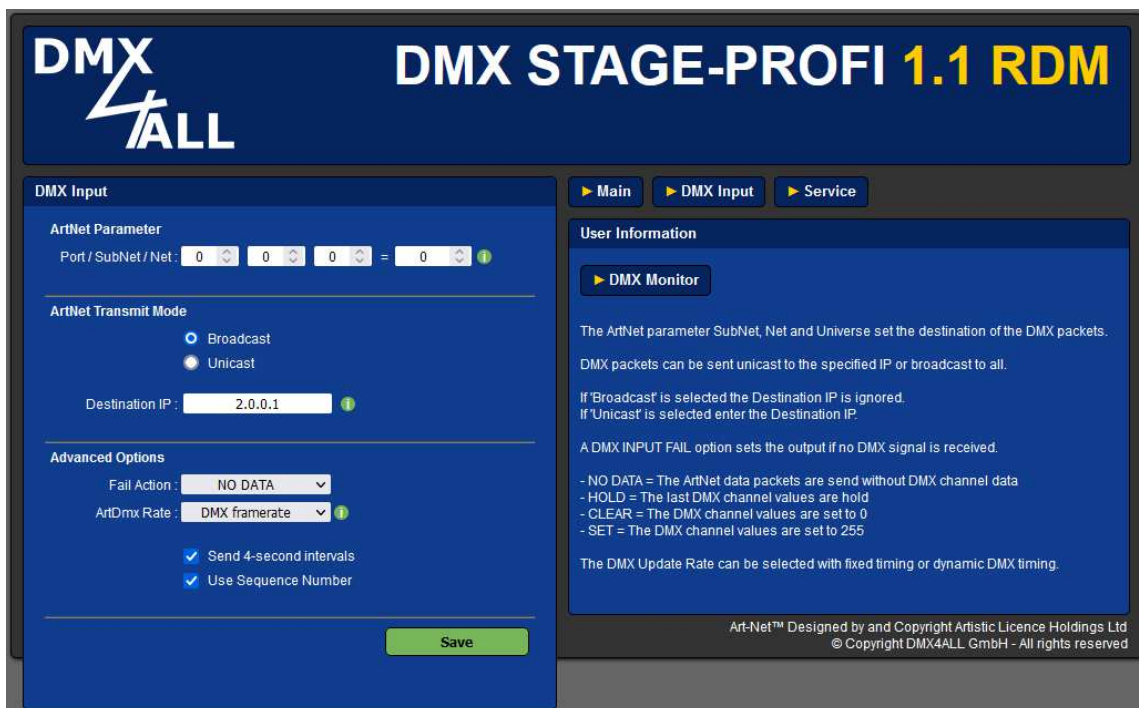 DMX
4ALL
DMX STAGE-PROFI 1.1 RDM
DMX Input
ArtNet Parameter
Port / SubNet / Net : 0 0 0 = 0 i
ArtNet Transmit Mode
Broadcast
Unicast
Destination IP : 2.0.0.1 i
Advanced Options
Fail Action : NO DATA
ArtDmx Rate : DMX framerate i
Send 4-second intervals
Use Sequence Number
Save
Main DMX Input Service
User Information
DMX Monitor
The ArtNet parameter SubNet, Net and Universe set the destination of the DMX packets.
DMX packets can be sent unicast to the specified IP or broadcast to all.
If 'Broadcast' is selected the Destination IP is ignored.
If 'Unicast' is selected enter the Destination IP.
A DMX INPUT FAIL option sets the output if no DMX signal is received.
- NO DATA = The ArtNet data packets are send without DMX channel data
- HOLD = The last DMX channel values are hold
- CLEAR = The DMX channel values are set to 0
- SET = The DMX channel values are set to 255
The DMX Update Rate can be selected with fixed timing or dynamic DMX timing.
Art-Net™ Designed by and Copyright Artistic Licence Holdings Ltd
© Copyright DMX4ALL GmbH - All rights reserved